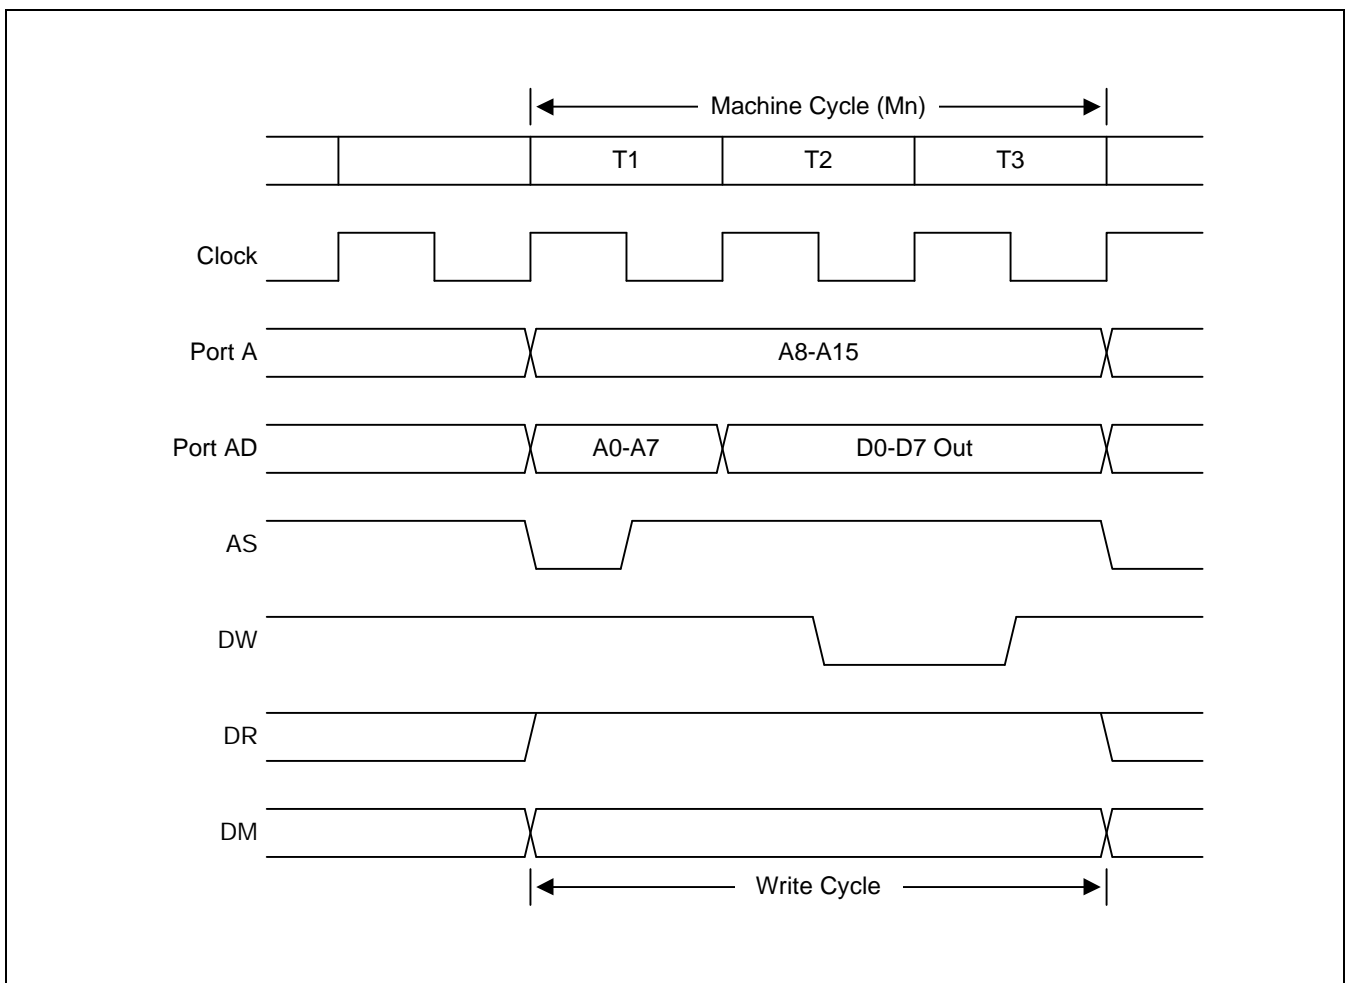 Machine Cycle (Mn)
T1 T2 T3
Clock
Port A A8-A15
Port AD A0-A7 D0-D7 Out
AS
DW
DR
DM
Write Cycle